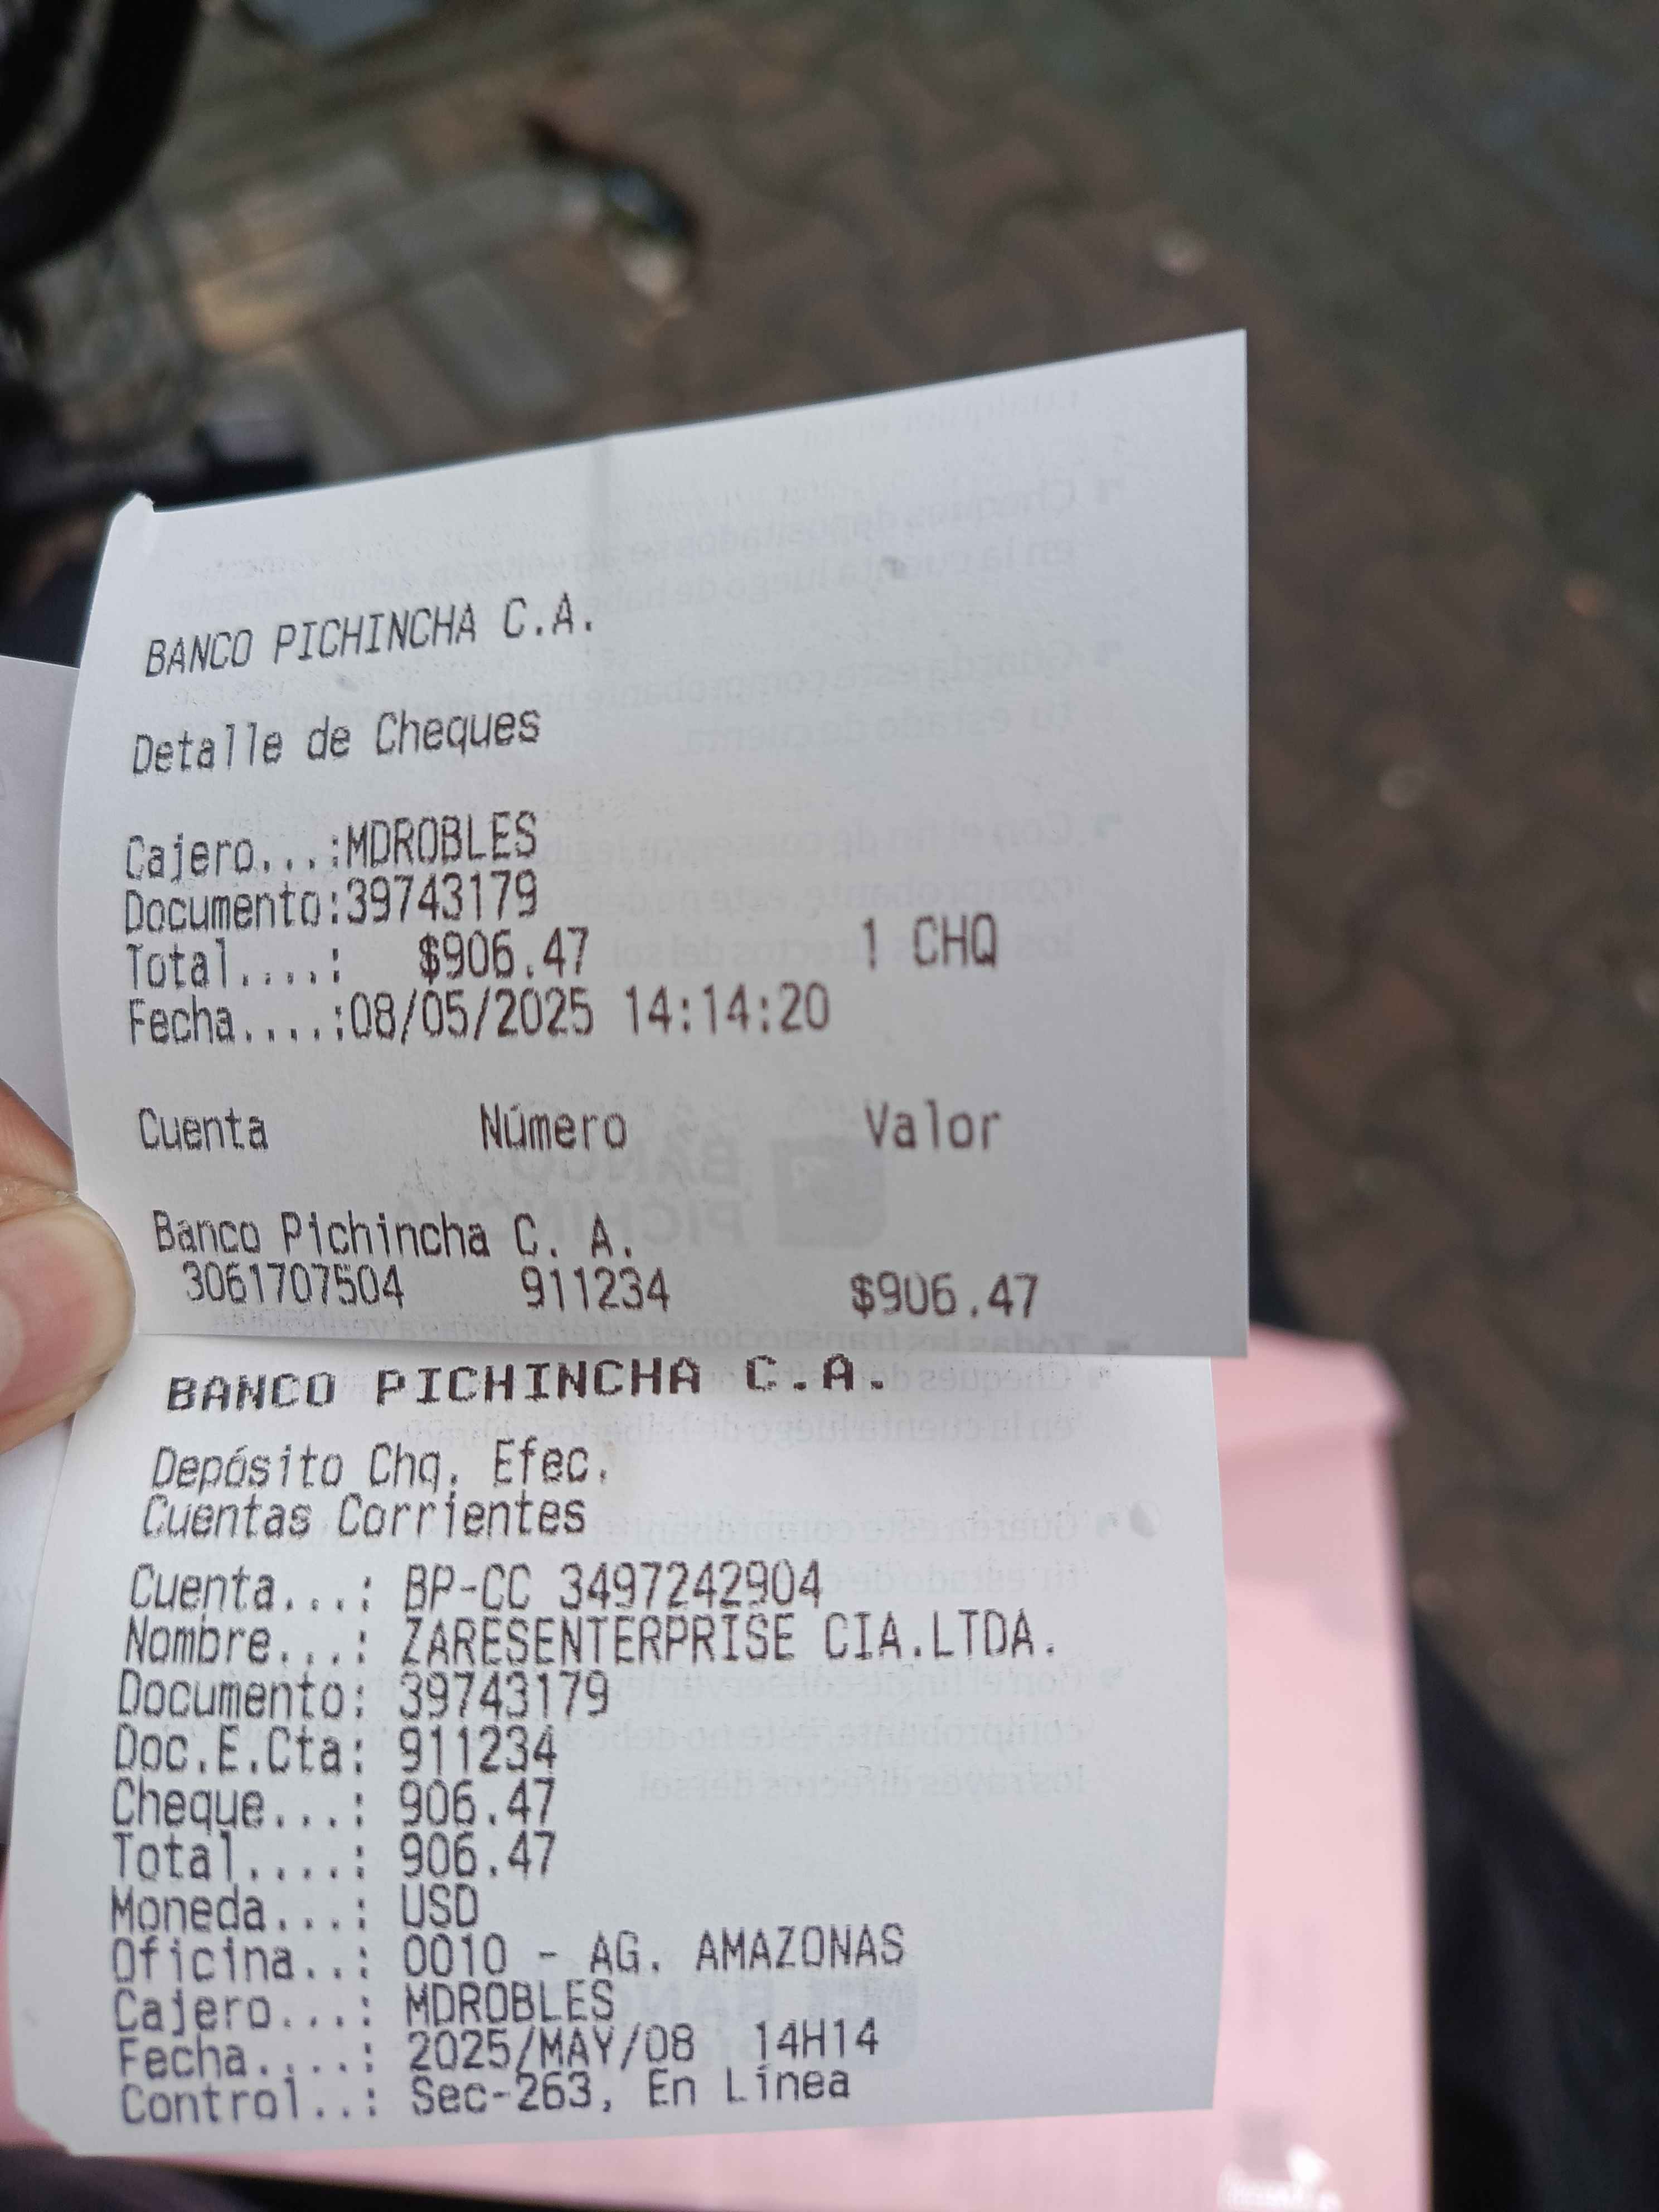 BANCO PICHINCHA C.A.
Detalle de Cheques
Cajero...:MDROBLES
Documento:39743179
Total....: $906.47 1 CHQ
Fecha....:08/05/2025 14:14:20
Cuenta Número Valor
Banco Pichincha C. A.
3061707504 911234 $906.47
BANCO PICHINCHA C.A.
Depósito Chq. Efec.
Cuentas Corrientes
Cuenta...: BP-CC 3497242904
Nombre...: ZARESENTERPRISE CIA.LTDA.
Documento: 39743179
Doc.E.Cta: 911234
Cheque...: 906.47
Total....: 906.47
Moneda...: USD
Oficina..: 0010 - AG. AMAZONAS
Cajero...: MDROBLES
Fecha....: 2025/MAY/08 14H14
Control..: Sec-263, En Línea